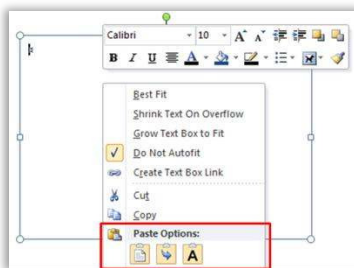 Calibri 10 A A
B I U A
Best Fit
Shrink Text On Overflow
Grow Text Box to Fit
Do Not Autofit
Create Text Box Link
Cut
Copy
Paste Options:
A